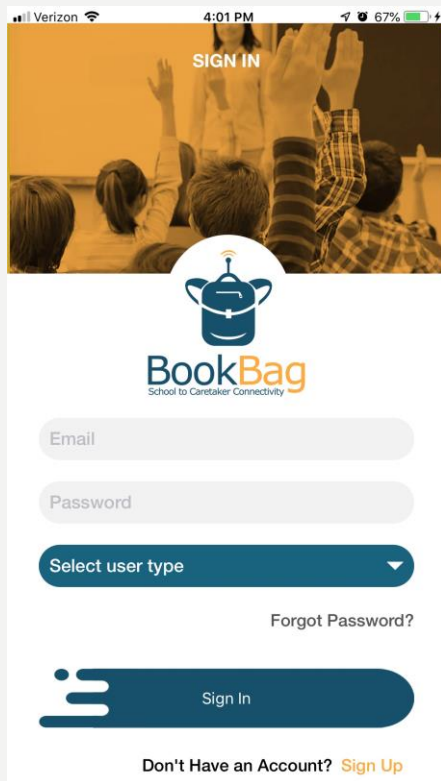 Verizon 4:01 PM 67%
SIGN IN
BookBag
School to Caretaker Connectivity
Email
Password
Select user type
Forgot Password?
Sign In
Don't Have an Account? Sign Up